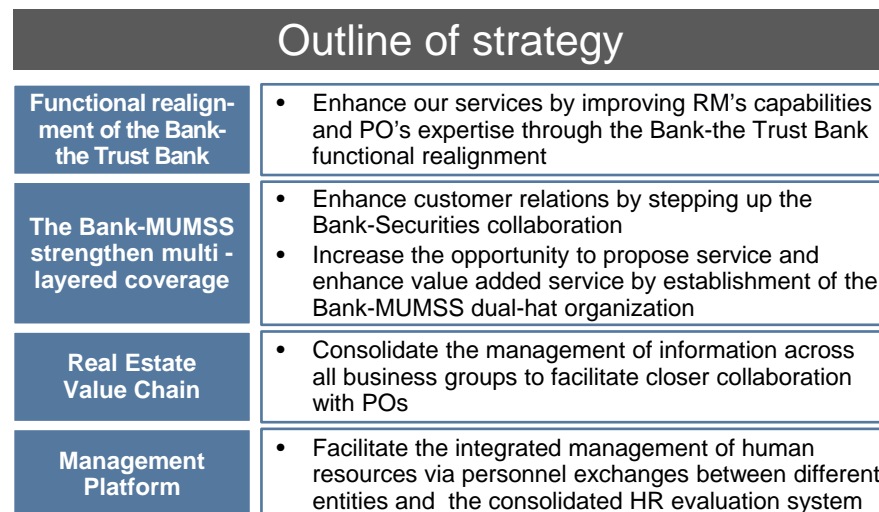 Outline of strategy
Functional realign-
ment of the Bank-
the Trust Bank
• Enhance our services by improving RM's capabilities
and PO's expertise through the Bank-the Trust Bank
functional realignment
The Bank-MUMSS
strengthen multi -
layered coverage
• Enhance customer relations by stepping up the
Bank-Securities collaboration
• Increase the opportunity to propose service and
enhance value added service by establishment of the
Bank-MUMSS dual-hat organization
Real Estate
Value Chain
• Consolidate the management of information across
all business groups to facilitate closer collaboration
with POs
Management
Platform
• Facilitate the integrated management of human
resources via personnel exchanges between different
entities and the consolidated HR evaluation system